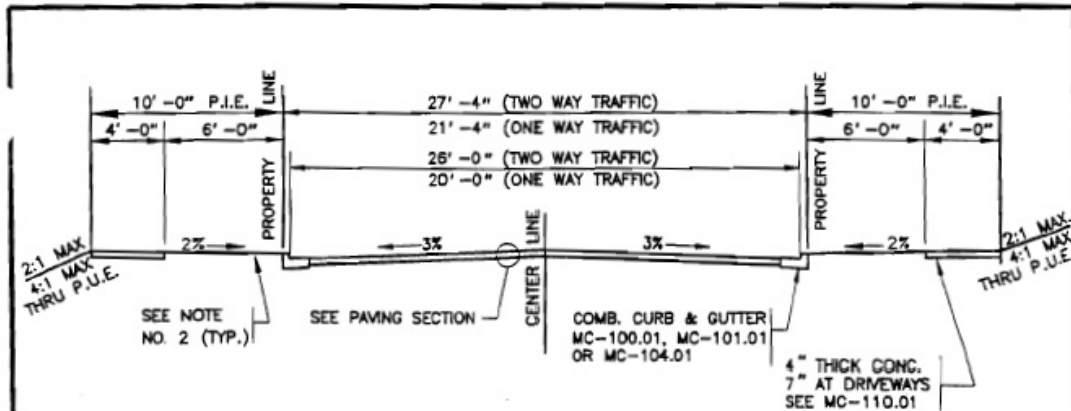 10'-0" P.I.E.
LINE
27'-4" (TWO WAY TRAFFIC)
LINE
10'-0" P.I.E.
4'-0"
6'-0"
21'-4" (ONE WAY TRAFFIC)
6'-0"
4'-0"
26'-0" (TWO WAY TRAFFIC)
20'-0" (ONE WAY TRAFFIC)
PROPERTY
PROPERTY
2%
3%
LINE
3%
2%
2:1 MAX.
4:1 MAX
THRU P.U.E.
2:1 MAX.
4:1 MAX
THRU P.U.E.
SEE NOTE
NO. 2 (TYP.)
SEE PAVING SECTION
CENTER
COMB. CURB & GUTTER
MC-100.01, MC-101.01
OR MC-104.01
4" THICK CONC.
7" AT DRIVEWAYS
SEE MC-110.01